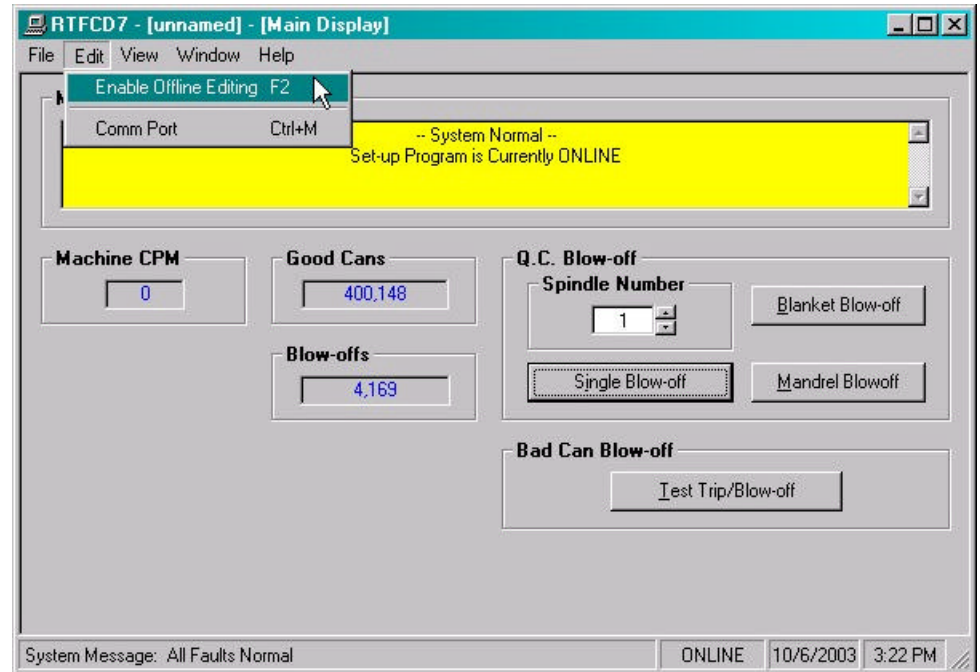 RTFCD7 - [unnamed] - [Main Display]
File Edit View Window Help
Enable Offline Editing F2
Comm Port Ctrl+M
-- System Normal --
Set-up Program is Currently ONLINE
Machine CPM
0
Good Cans
400,148
Blow-offs
4,169
Q.C. Blow-off
Spindle Number
1
Blanket Blow-off
Single Blow-off
Mandrel Blowoff
Bad Can Blow-off
Test Trip/Blow-off
System Message: All Faults Normal
ONLINE
10/6/2003
3:22 PM